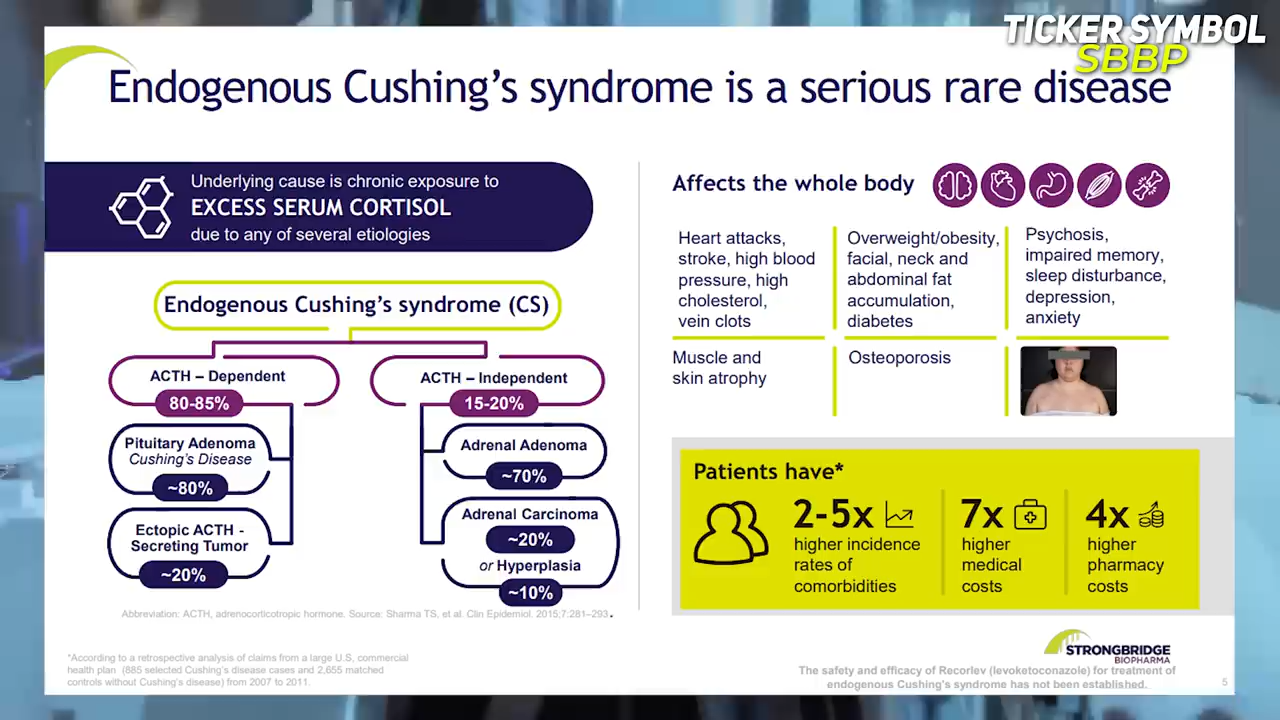 TICKER SYMBOL
SBBP
Endogenous Cushing's syndrome is a serious rare disease
Underlying cause is chronic exposure to
EXCESS SERUM CORTISOL
due to any of several etiologies
Endogenous Cushing's syndrome (CS)
ACTH – Dependent
80-85%
Pituitary Adenoma
Cushing's Disease
~80%
Ectopic ACTH -
Secreting Tumor
~20%
ACTH – Independent
15-20%
Adrenal Adenoma
~70%
Adrenal Carcinoma
~20%
or Hyperplasia
~10%
Abbreviation: ACTH, adrenocorticotropic hormone. Source: Sharma TS, et al. Clin Epidemiol. 2015;7:281–293.
Affects the whole body
Heart attacks,
stroke, high blood
pressure, high
cholesterol,
vein clots
Overweight/obesity,
facial, neck and
abdominal fat
accumulation,
diabetes
Psychosis,
impaired memory,
sleep disturbance,
depression,
anxiety
Muscle and
skin atrophy
Osteoporosis
Patients have*
2-5x
higher incidence
rates of
comorbidities
7x
higher
medical
costs
4x
higher
pharmacy
costs
*According to a retrospective analysis of claims from a large U.S, commercial
health plan (885 selected Cushing's disease cases and 2,655 matched
controls without Cushing's disease) from 2007 to 2011.
STRONGBRIDGE
BIOPHARMA
The safety and efficacy of Recorlev (levoketoconazole) for treatment of
endogenous Cushing's syndrome has not been established.
5